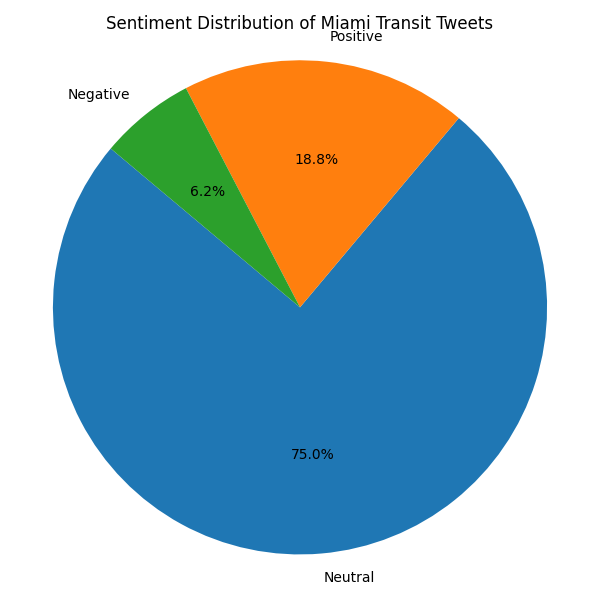 Sentiment Distribution of Miami Transit Tweets
Positive
Negative
18.8%
6.2%
75.0%
Neutral